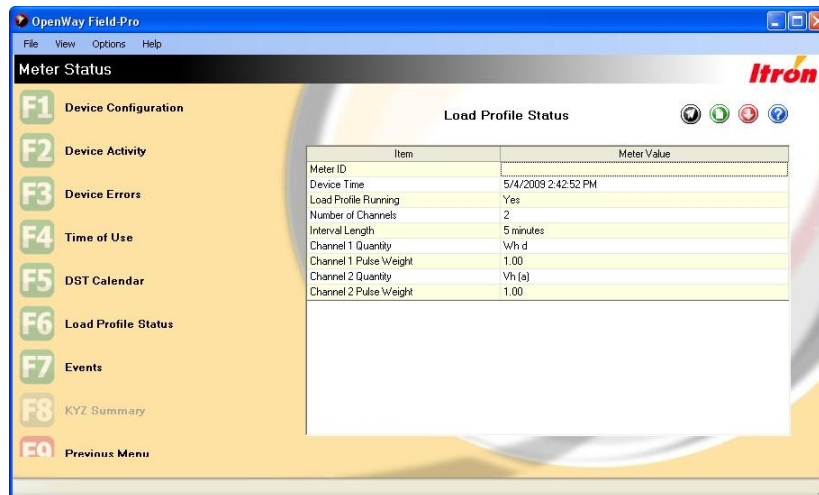 OpenWay Field-Pro
File View Options Help
Meter Status
Itrón
F1 Device Configuration
F2 Device Activity
F3 Device Errors
F4 Time of Use
F5 DST Calendar
F6 Load Profile Status
F7 Events
F8 KYZ Summary
F9 Previous Menu
Load Profile Status
Item Meter Value
Meter ID
Device Time 5/4/2009 2:42:52 PM
Load Profile Running Yes
Number of Channels 2
Interval Length 5 minutes
Channel 1 Quantity Wh d
Channel 1 Pulse Weight 1.00
Channel 2 Quantity Vh (a)
Channel 2 Pulse Weight 1.00